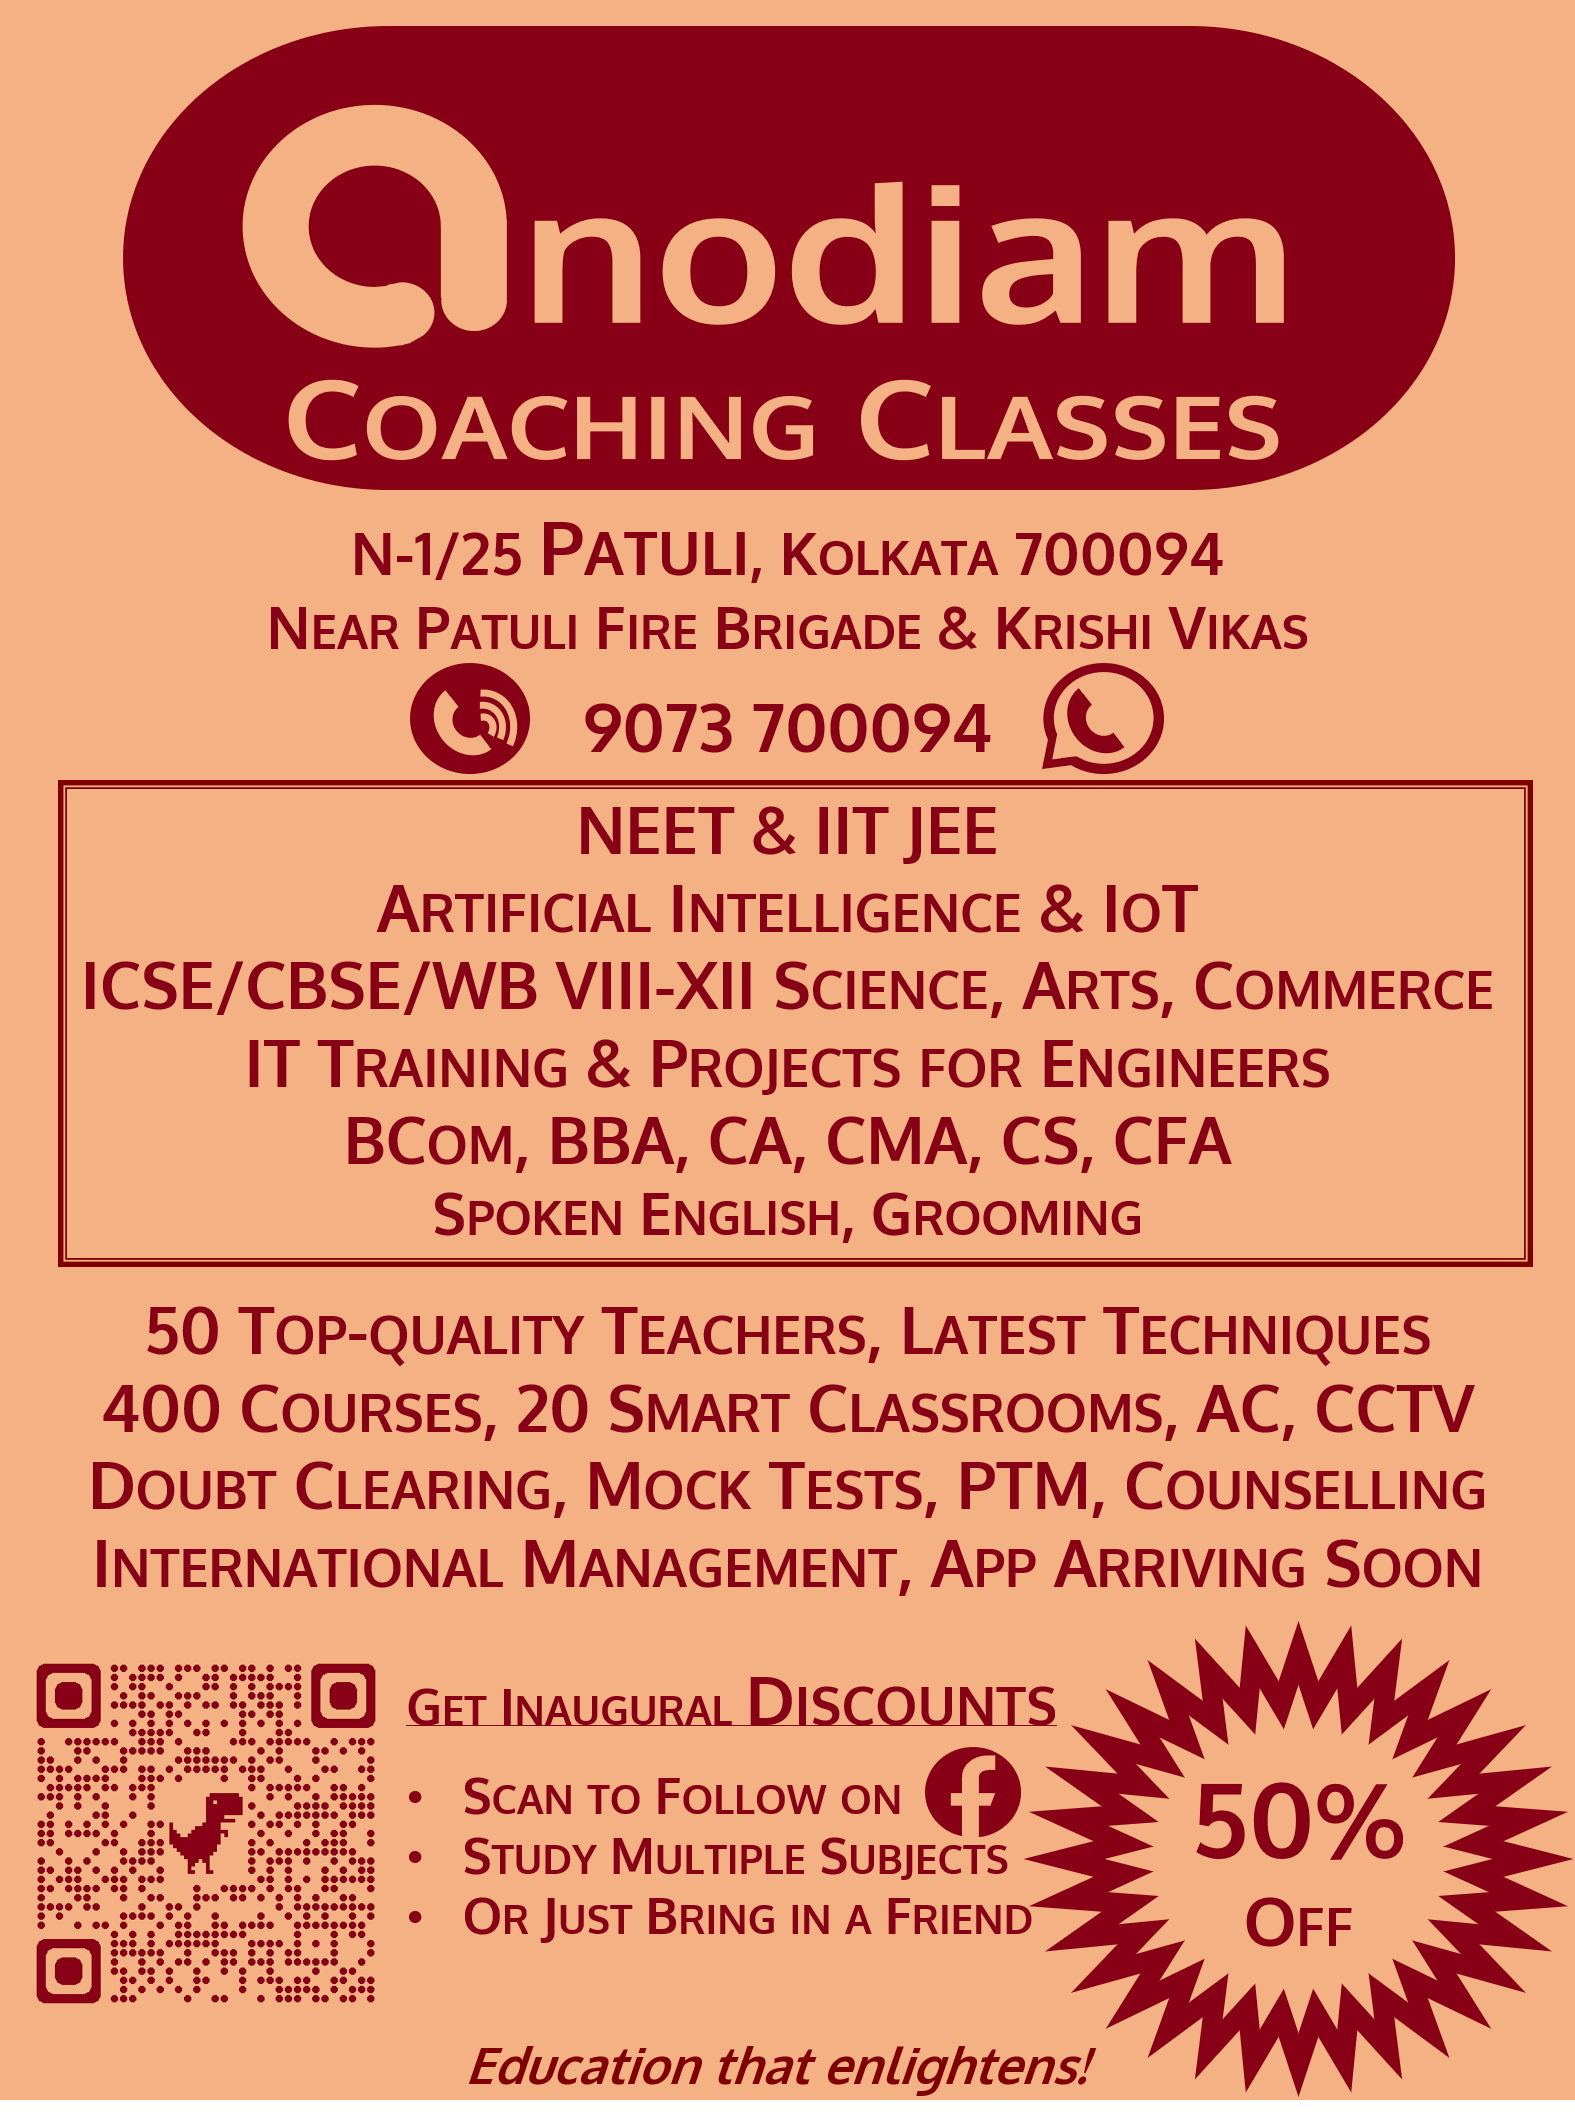 anodiam
COACHING CLASSES
N-1/25 PATULI, KOLKATA 700094
NEAR PATULI FIRE BRIGADE & KRISHI VIKAS
9073 700094
NEET & IIT JEE
ARTIFICIAL INTELLIGENCE & IOT
ICSE/CBSE/WB VIII-XII SCIENCE, ARTS, COMMERCE
IT TRAINING & PROJECTS FOR ENGINEERS
BCOM, BBA, CA, CMA, CS, CFA
SPOKEN ENGLISH, GROOMING
50 TOP-QUALITY TEACHERS, LATEST TECHNIQUES
400 COURSES, 20 SMART CLASSROOMS, AC, CCTV
DOUBT CLEARING, MOCK TESTS, PTM, COUNSELLING
INTERNATIONAL MANAGEMENT, APP ARRIVING SOON
GET INAUGURAL DISCOUNTS
• SCAN TO FOLLOW ON f
• STUDY MULTIPLE SUBJECTS
• OR JUST BRING IN A FRIEND
50%
OFF
Education that enlightens!